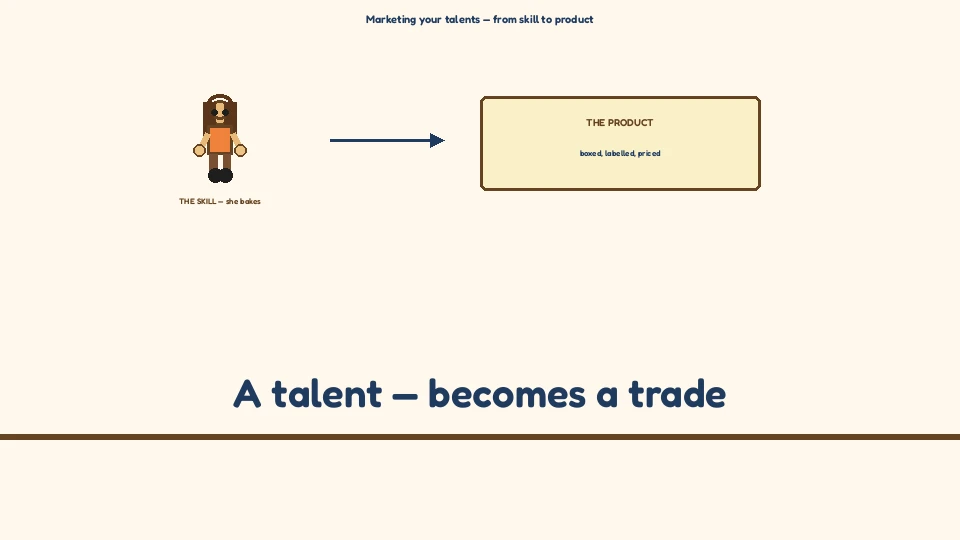 Marketing your talents — from skill to product
THE PRODUCT
boxed, labelled, priced
THE SKILL — she bakes
A talent — becomes a trade